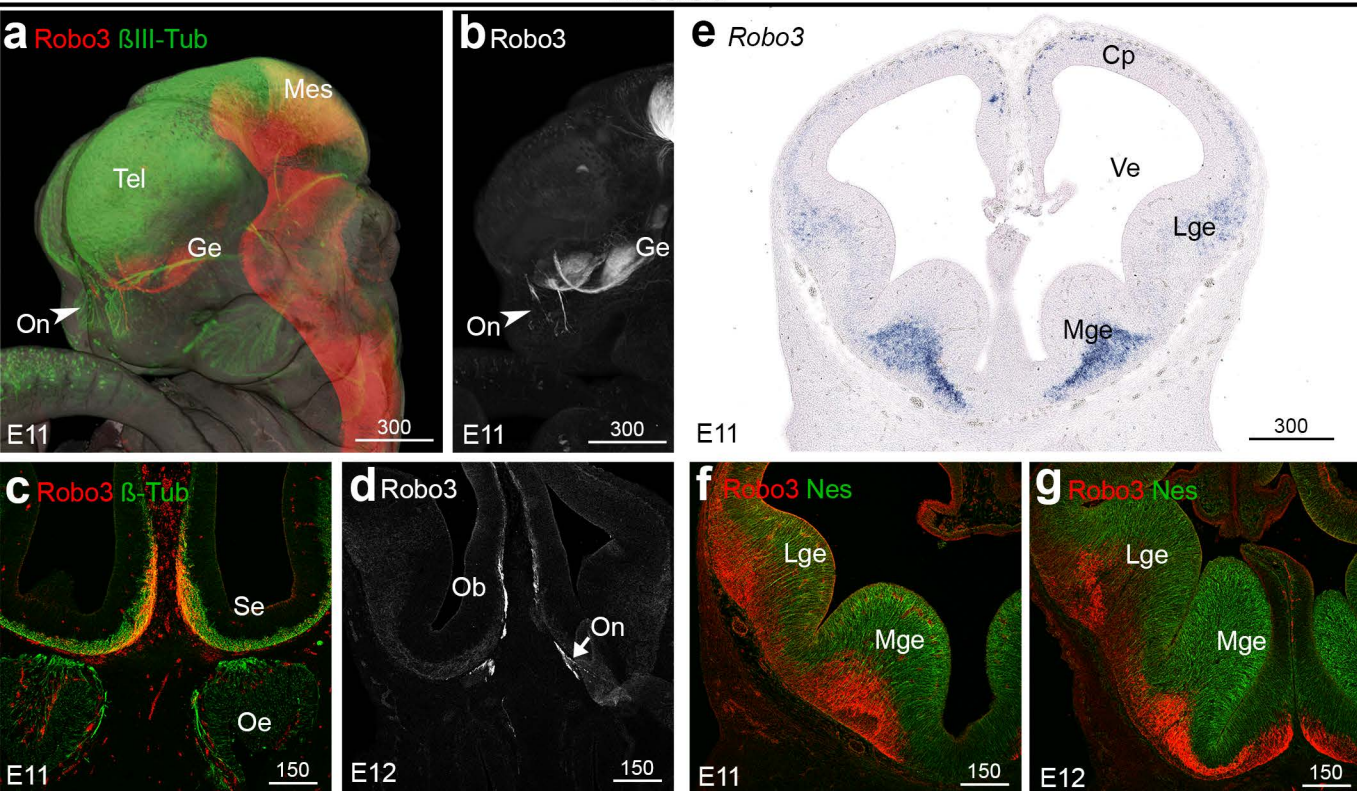 a Robo3 ßIII-Tub
Mes
Tel
Ge
On
E11
300
b Robo3
Ge
On
E11
300
e Robo3
Cp
Ve
Lge
Mge
E11
300
c Robo3 ß-Tub
Se
Oe
E11
150
d Robo3
Ob
On
E12
150
f Robo3 Nes
Lge
Mge
E11
150
g Robo3 Nes
Lge
Mge
E12
150